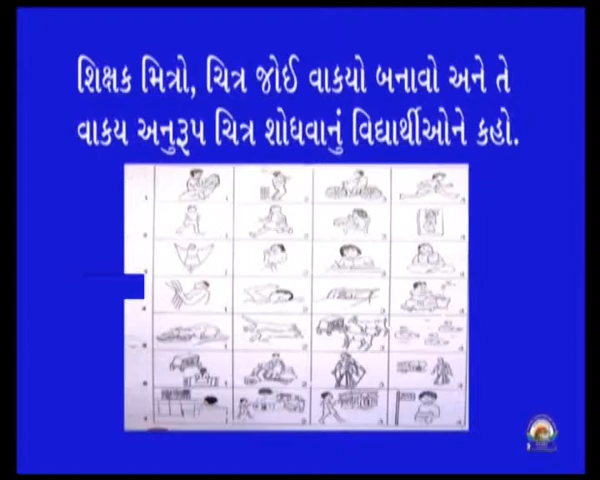 શિક્ષક મિત્રો, ચિત્ર જોઈ વાકયો બનાવો અને તે
વાકય અનુરૂપ ચિત્ર શોધવાનું વિદ્યાર્થીઓને કહો.